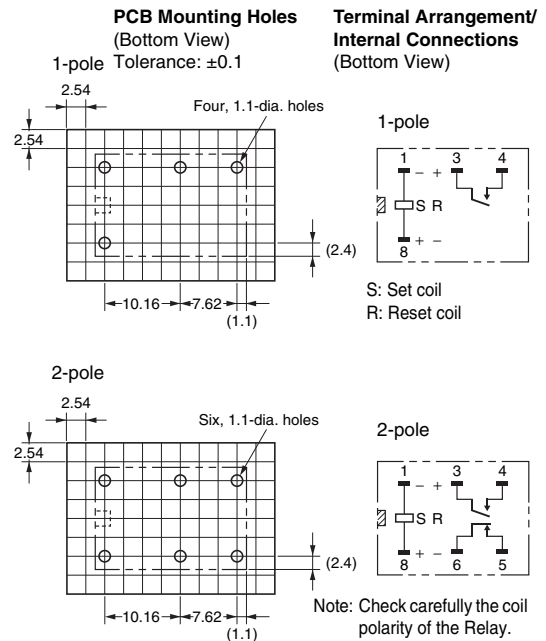 PCB Mounting Holes
(Bottom View)
Tolerance: ±0.1
Terminal Arrangement/
Internal Connections
(Bottom View)
1-pole
2.54
2.54
Four, 1.1-dia. holes
(2.4)
10.16
7.62
(1.1)
1-pole
1 - + 3 4
S R
8 + -
S: Set coil
R: Reset coil
2-pole
2.54
2.54
Six, 1.1-dia. holes
(2.4)
10.16
7.62
(1.1)
2-pole
1 - + 3 4
S R
8 + - 6 5
Note: Check carefully the coil
polarity of the Relay.